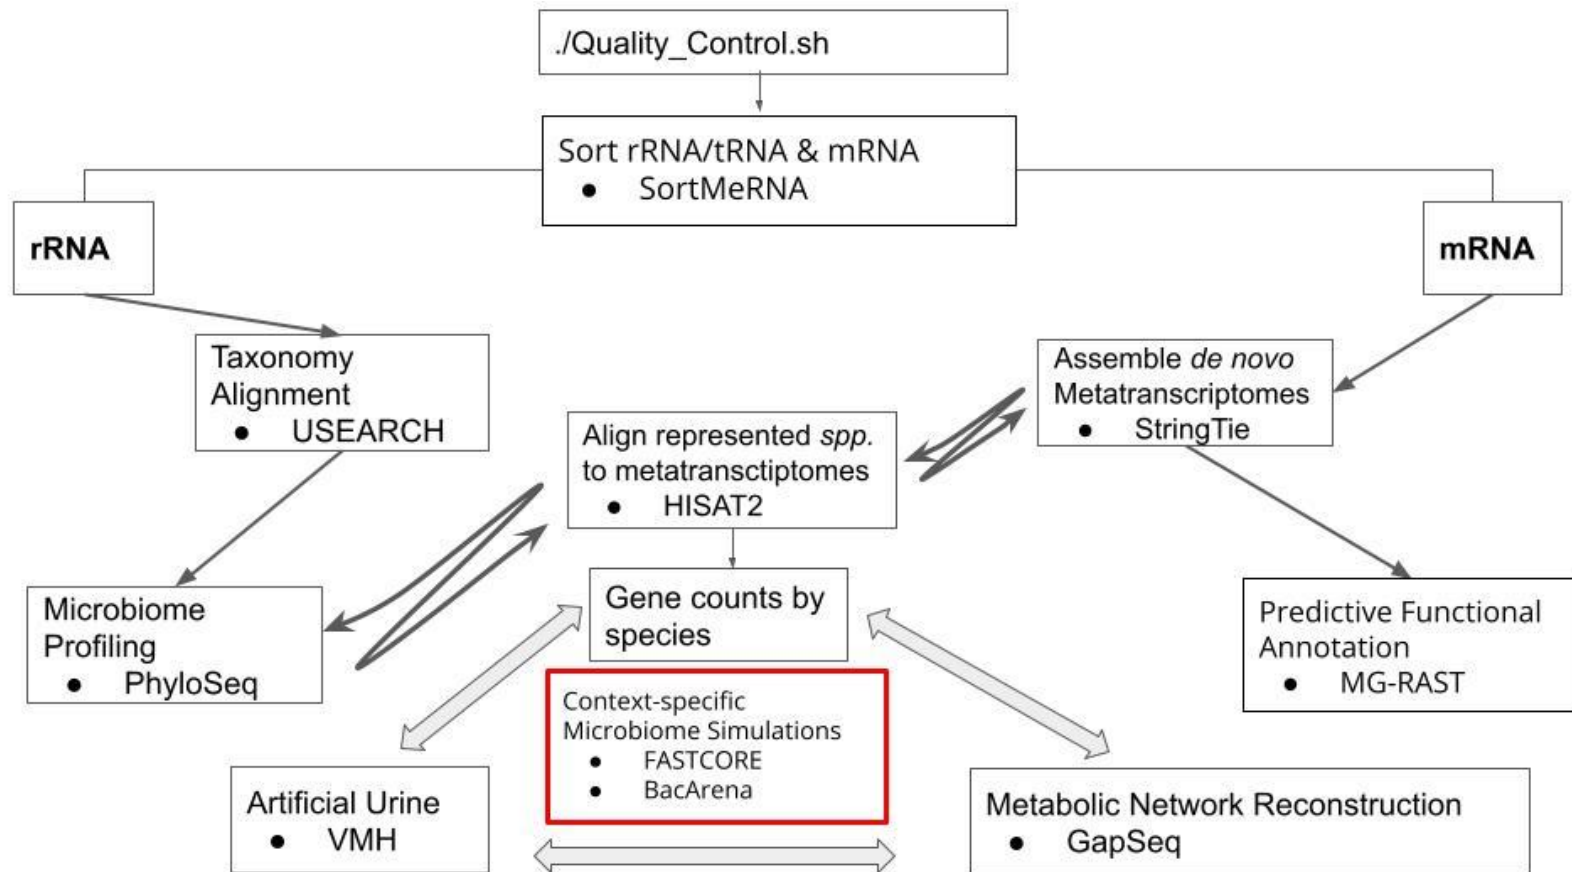 ./Quality_Control.sh
Sort rRNA/tRNA & mRNA
● SortMeRNA
rRNA
mRNA
Taxonomy
Alignment
● USEARCH
Assemble de novo
Metatranscriptomes
● StringTie
Align represented spp.
to metatransctiptomes
● HISAT2
Microbiome
Profiling
● PhyloSeq
Gene counts by
species
Predictive Functional
Annotation
● MG-RAST
Context-specific
Microbiome Simulations
● FASTCORE
● BacArena
Artificial Urine
● VMH
Metabolic Network Reconstruction
● GapSeq